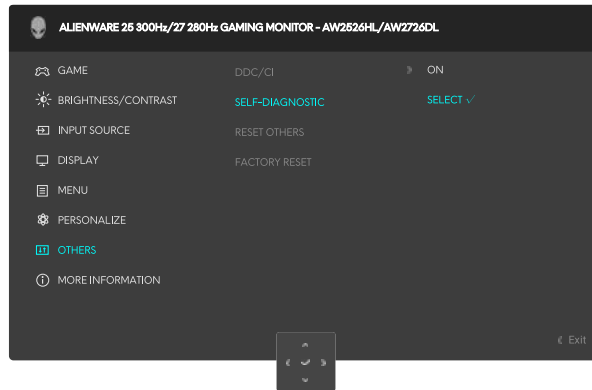 ALIENWARE 25 300Hz/27 280Hz GAMING MONITOR - AW2526HL/AW2726DL
GAME
BRIGHTNESS/CONTRAST
INPUT SOURCE
DISPLAY
MENU
PERSONALIZE
OTHERS
MORE INFORMATION
DDC/CI
SELF-DIAGNOSTIC
RESET OTHERS
FACTORY RESET
ON
SELECT ✓
Exit